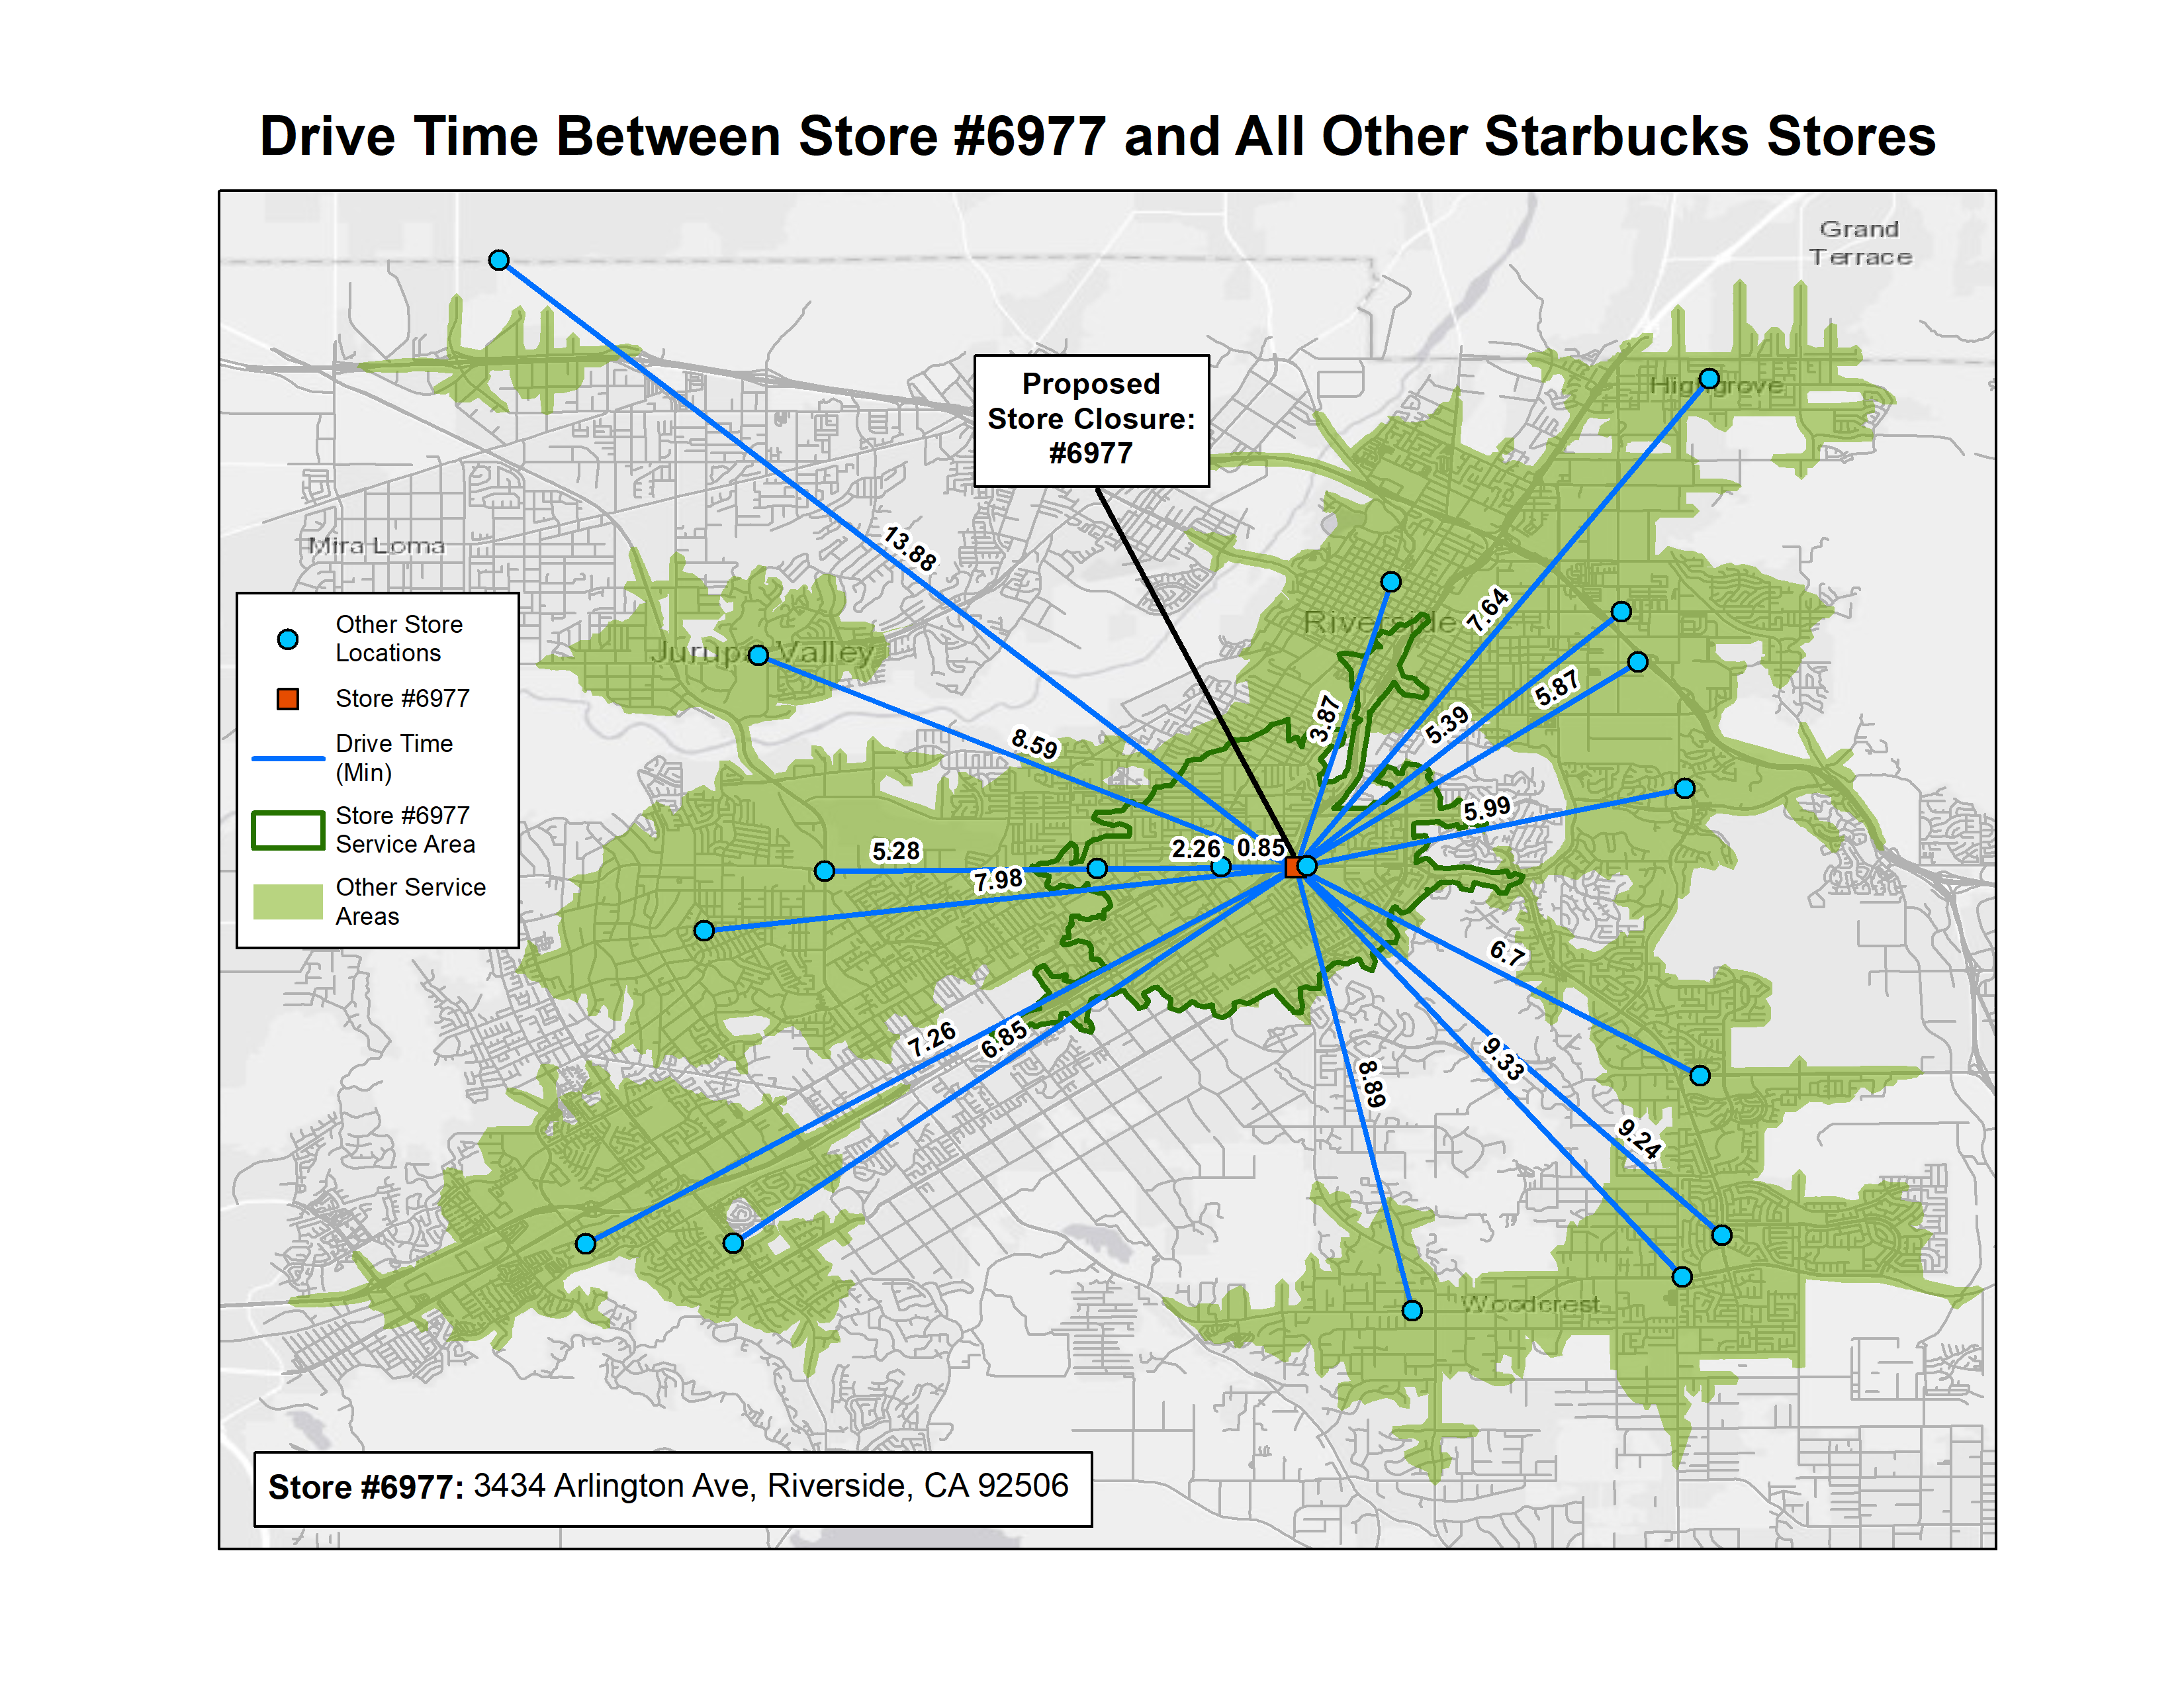 Drive Time Between Store #6977 and All Other Starbucks Stores
Grand
Terrace
Proposed
Store Closure:
#6977
Highgrove
Mira Loma
13.88
7.64
Riverside
Jurupa Valley
5.87
3.87
5.39
8.59
5.99
5.28
2.26
0.85
7.98
6.7
7.26
6.85
9.33
8.89
9.24
Woodcrest
Other Store
Locations
Store #6977
Drive Time
(Min)
Store #6977
Service Area
Other Service
Areas
Store #6977: 3434 Arlington Ave, Riverside, CA 92506